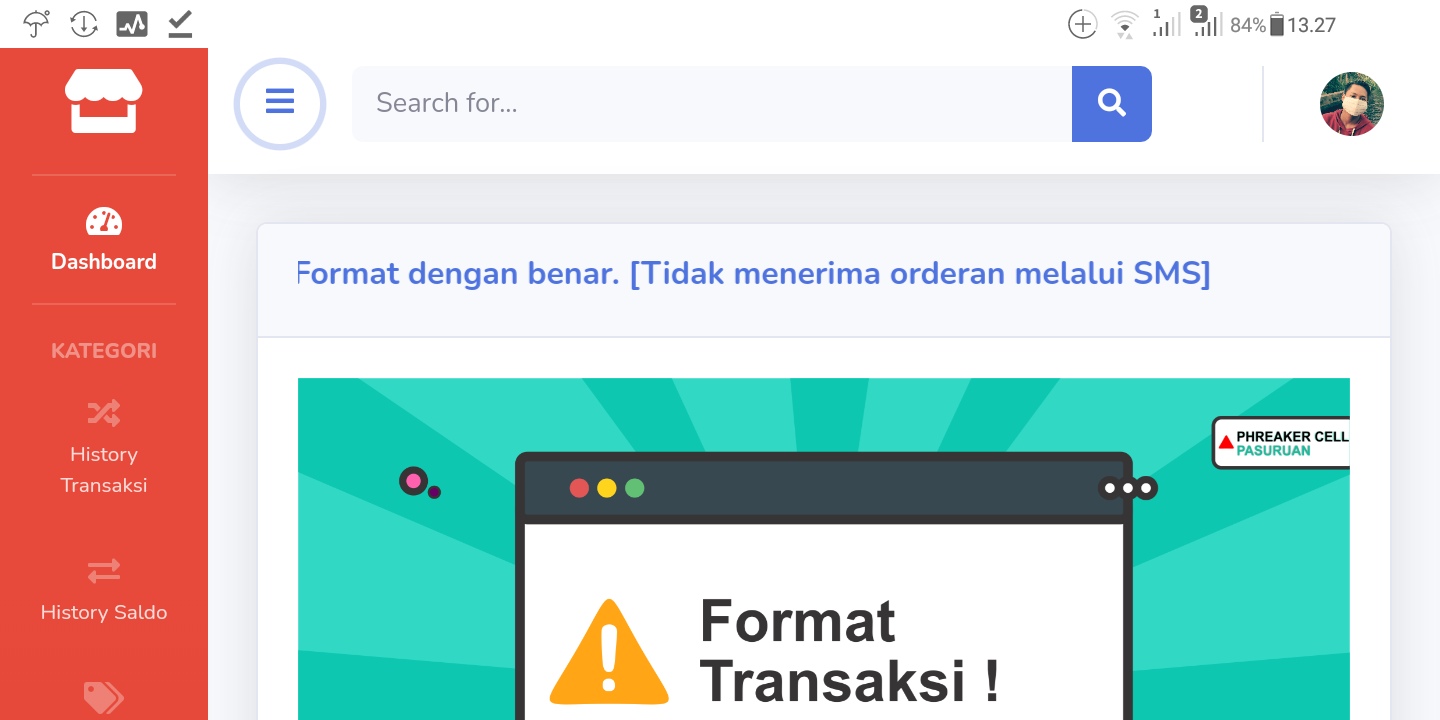 1 2 84% 13.27
Search for...
Dashboard
Format dengan benar. [Tidak menerima orderan melalui SMS]
KATEGORI
History
Transaksi
History Saldo
PHREAKER CELL
PASURUAN
Format
Transaksi !